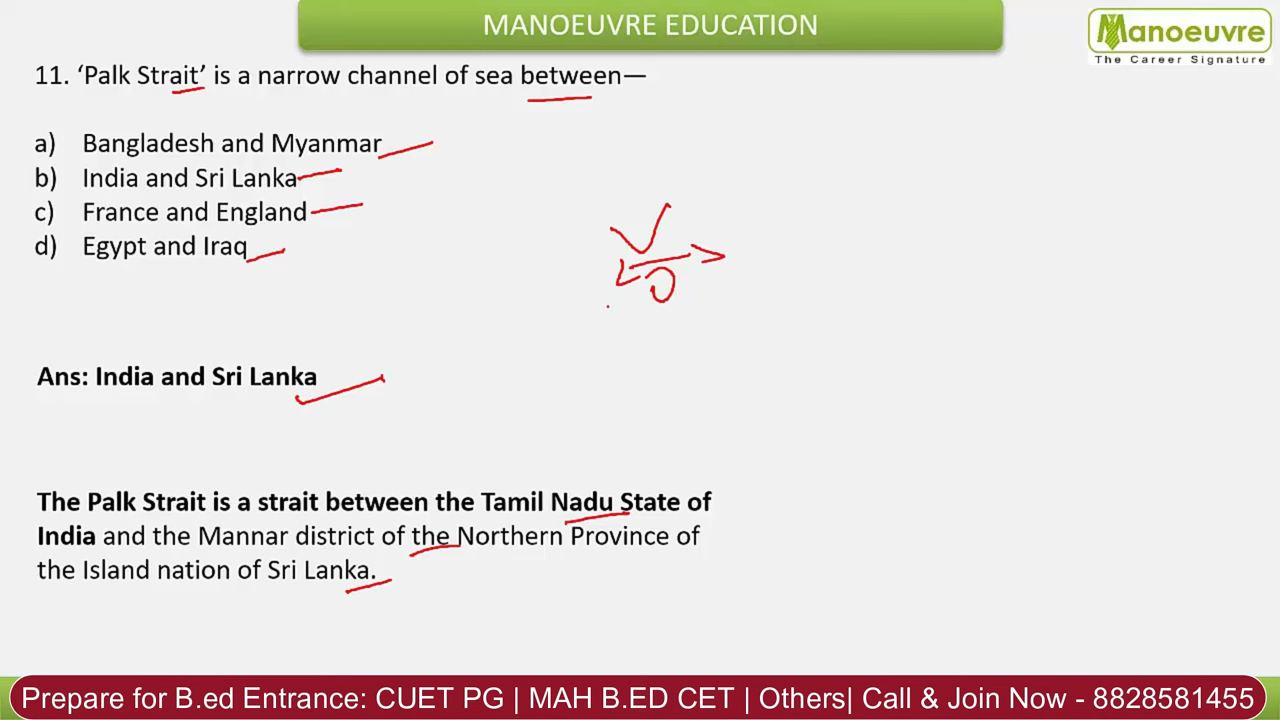 MANOEUVRE EDUCATION
Manoeuvre
The Career Signature
11. ‘Palk Strait’ is a narrow channel of sea between—
a) Bangladesh and Myanmar
b) India and Sri Lanka
c) France and England
d) Egypt and Iraq
Ans: India and Sri Lanka
The Palk Strait is a strait between the Tamil Nadu State of
India and the Mannar district of the Northern Province of
the Island nation of Sri Lanka.
Prepare for B.ed Entrance: CUET PG | MAH B.ED CET | Others| Call & Join Now - 8828581455